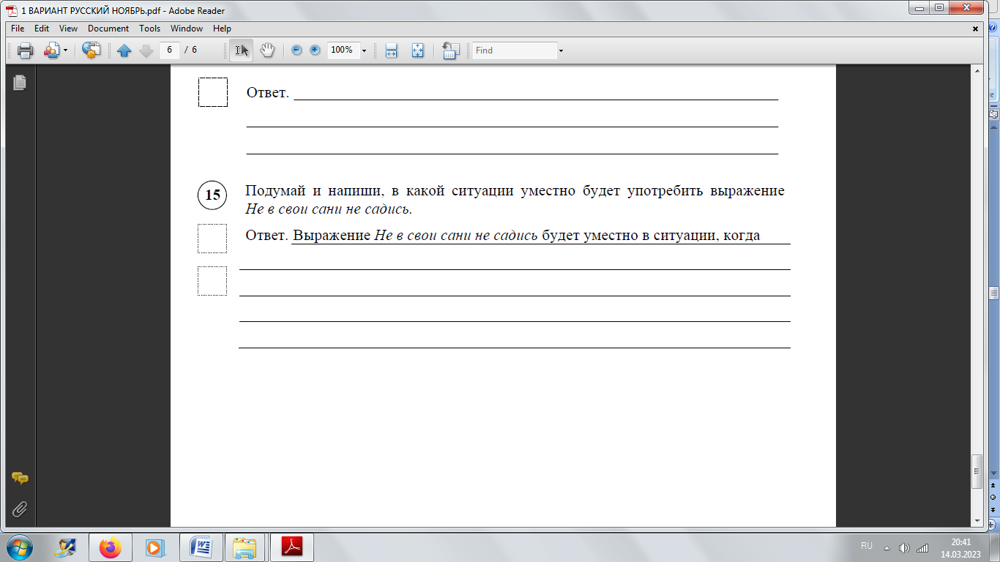 1 ВАРИАНТ РУССКИЙ НОЯБРЬ.pdf - Adobe Reader
File Edit View Document Tools Window Help
6 / 6 100% Find
Ответ.
15 Подумай и напиши, в какой ситуации уместно будет употребить выражение
Не в свои сани не садись.
Ответ. Выражение Не в свои сани не садись будет уместно в ситуации, когда
RU 20:41
14.03.2023